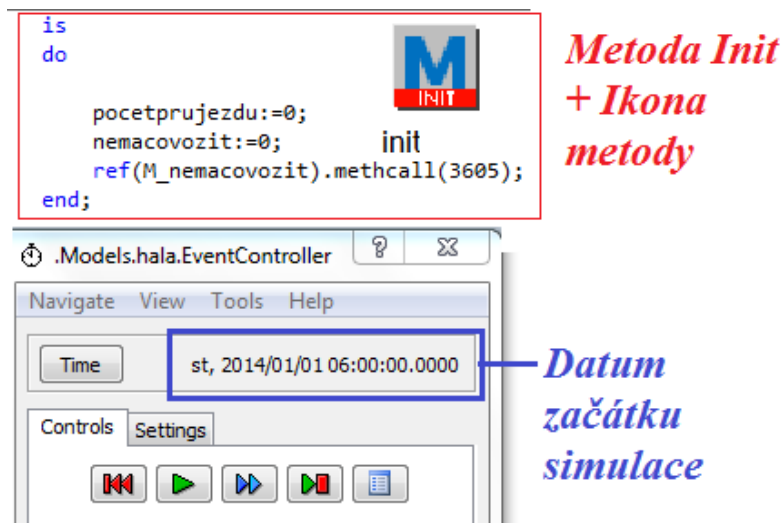 is
do
pocetprujezdu:=0;
nemacovozit:=0;
ref(M_nemacovozit).methcall(3605);
end;
M
INIT
init
Metoda Init
+ Ikona
metody
.Models.hala.EventController
Navigate View Tools Help
Time st, 2014/01/01 06:00:00.0000
Controls Settings
Datum
začátku
simulace